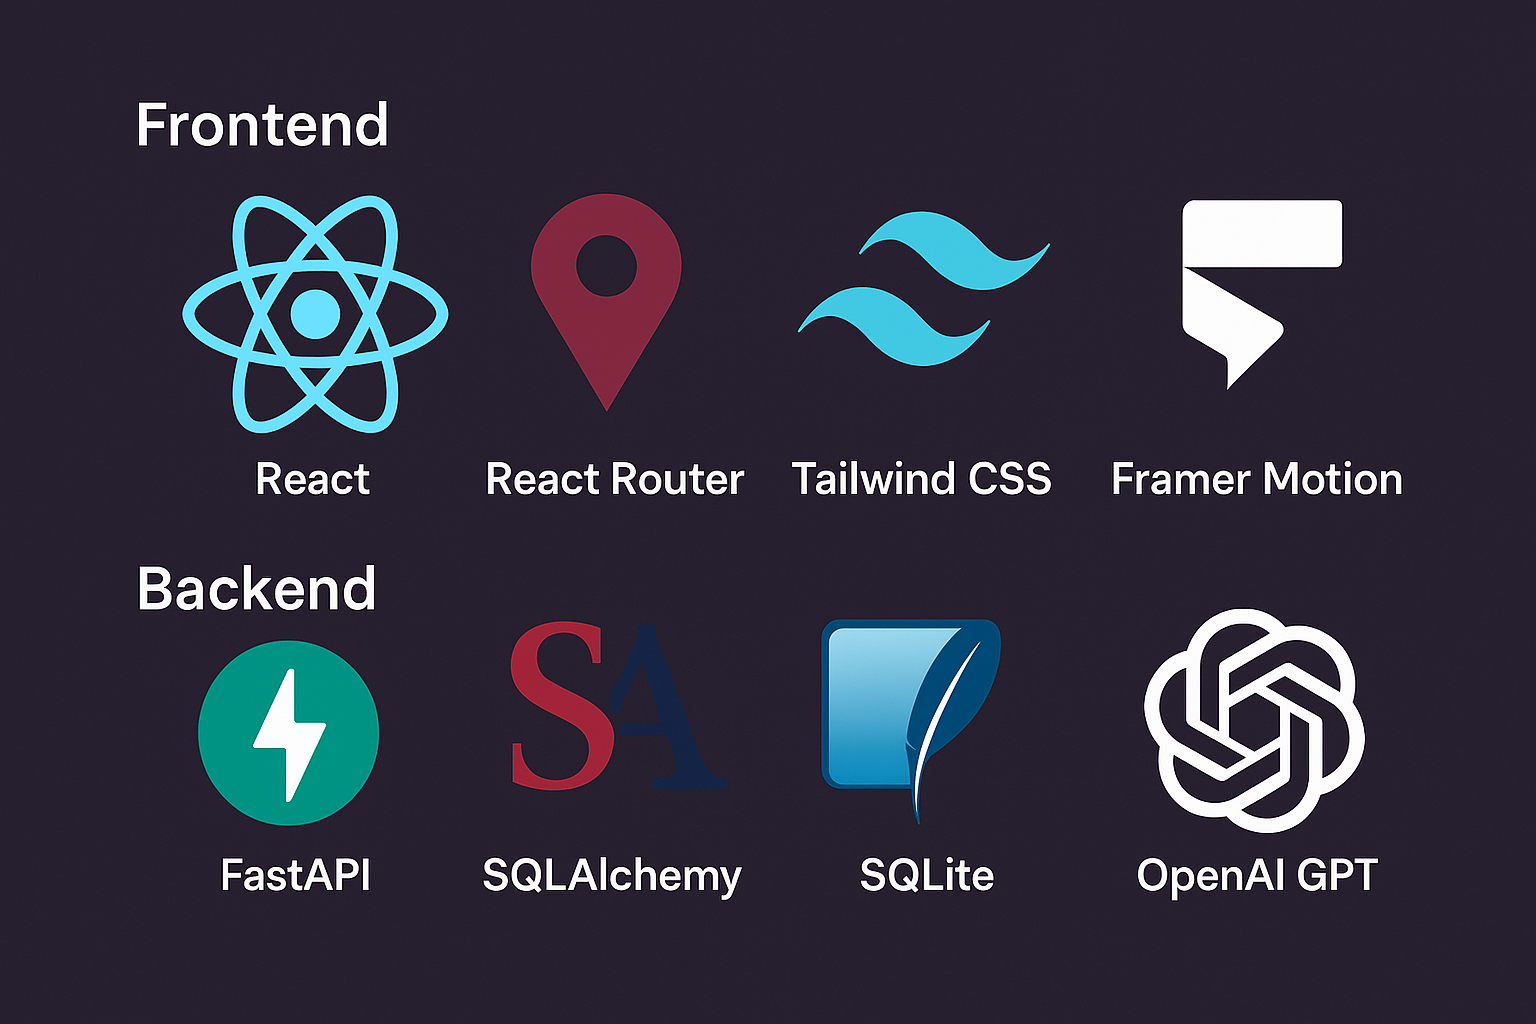 Frontend
React
React Router
Tailwind CSS
Framer Motion
Backend
SA
FastAPI
SQLAlchemy
SQLite
OpenAI GPT